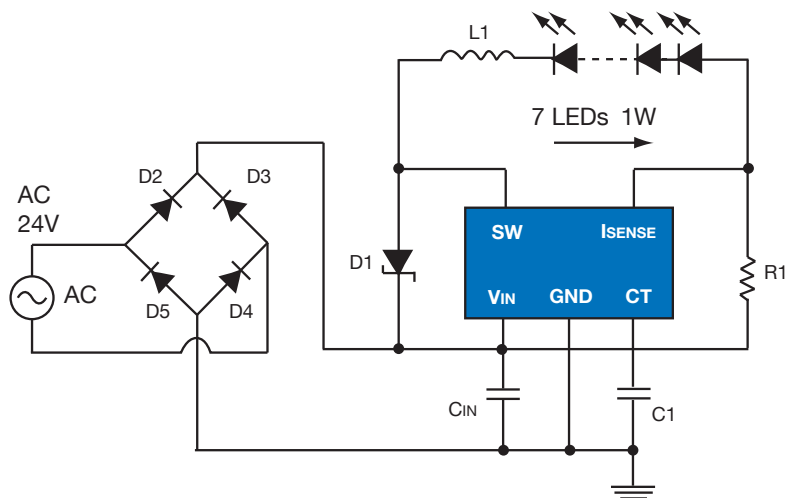 L1
7 LEDs 1W
D2
D3
AC
24V
SW
ISENSE
D1
R1
AC
VIN
GND
CT
D5
D4
CIN
C1